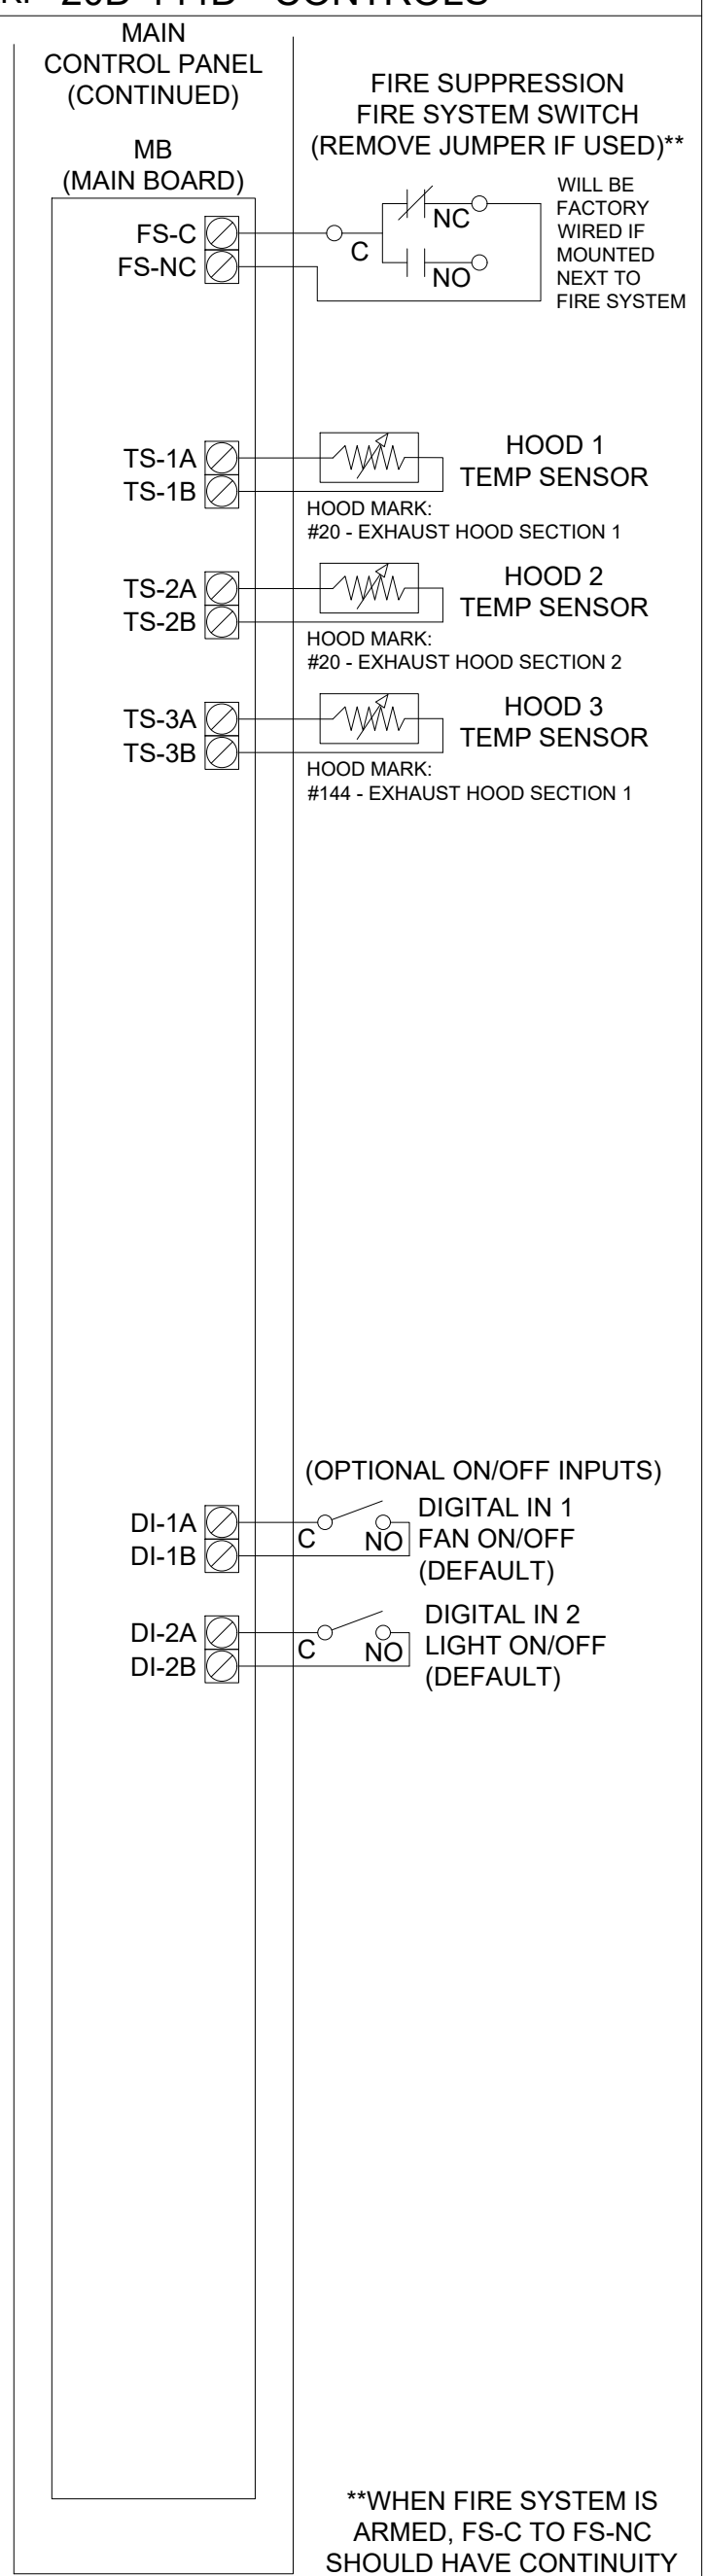 CONTROLS
MAIN
CONTROL PANEL
(CONTINUED)
FIRE SUPPRESSION
FIRE SYSTEM SWITCH
(REMOVE JUMPER IF USED)**
MB
(MAIN BOARD)
WILL BE
FACTORY
WIRED IF
MOUNTED
NEXT TO
FIRE SYSTEM
FS-C
FS-NC
C
NC
NO
TS-1A
TS-1B
HOOD 1
TEMP SENSOR
HOOD MARK:
#20 - EXHAUST HOOD SECTION 1
TS-2A
TS-2B
HOOD 2
TEMP SENSOR
HOOD MARK:
#20 - EXHAUST HOOD SECTION 2
TS-3A
TS-3B
HOOD 3
TEMP SENSOR
HOOD MARK:
#144 - EXHAUST HOOD SECTION 1
(OPTIONAL ON/OFF INPUTS)
DI-1A
DI-1B
C
NO
DIGITAL IN 1
FAN ON/OFF
(DEFAULT)
DI-2A
DI-2B
C
NO
DIGITAL IN 2
LIGHT ON/OFF
(DEFAULT)
**WHEN FIRE SYSTEM IS
ARMED, FS-C TO FS-NC
SHOULD HAVE CONTINUITY